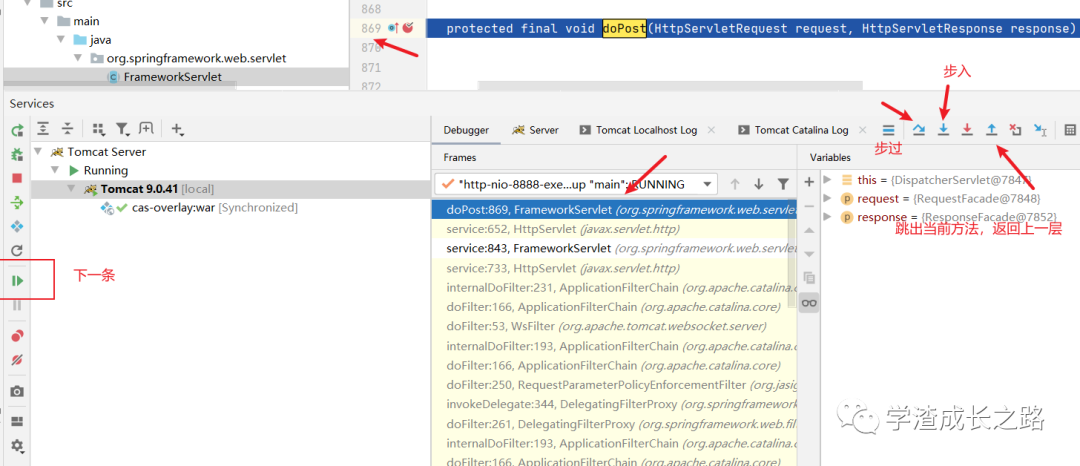 src
main
java
org.springframework.web.servlet
FrameworkServlet
868
869
870
871
872
protected final void doPost(HttpServletRequest request, HttpServletResponse response)
步入
Services
Tomcat Server
Running
Tomcat 9.0.41 [local]
cas-overlay:war [Synchronized]
下一条
Debugger
Server
Tomcat Localhost Log
Tomcat Catalina Log
步过
Frames
Variables
"http-nio-8888-exe...up "main": RUNNING
doPost:869, FrameworkServlet (org.springframework.web.servlet
service:652, HttpServlet (javax.servlet.http)
service:843, FrameworkServlet (org.springframework.web.servlet
service:733, HttpServlet (javax.servlet.http)
internalDoFilter:231, ApplicationFilterChain (org.apache.catalina.
doFilter:166, ApplicationFilterChain (org.apache.catalina.core)
doFilter:53, WsFilter (org.apache.tomcat.websocket.server)
internalDoFilter:193, ApplicationFilterChain (org.apache.catalina.
doFilter:166, ApplicationFilterChain (org.apache.catalina.core)
doFilter:250, RequestParameterPolicyEnforcementFilter (org.jasig
invokeDelegate:344, DelegatingFilterProxy (org.springframework
doFilter:261, DelegatingFilterProxy (org.springframework.web.fil
internalDoFilter:193, ApplicationFilterChain (org.apache.catalina.
doFilter:166, ApplicationFilterChain (org.apache.catalina.core)
this = {DispatcherServlet@7847}
request = {RequestFacade@7848}
response = {ResponseFacade@7852}
跳出当前方法，返回上一层
学渣成长之路